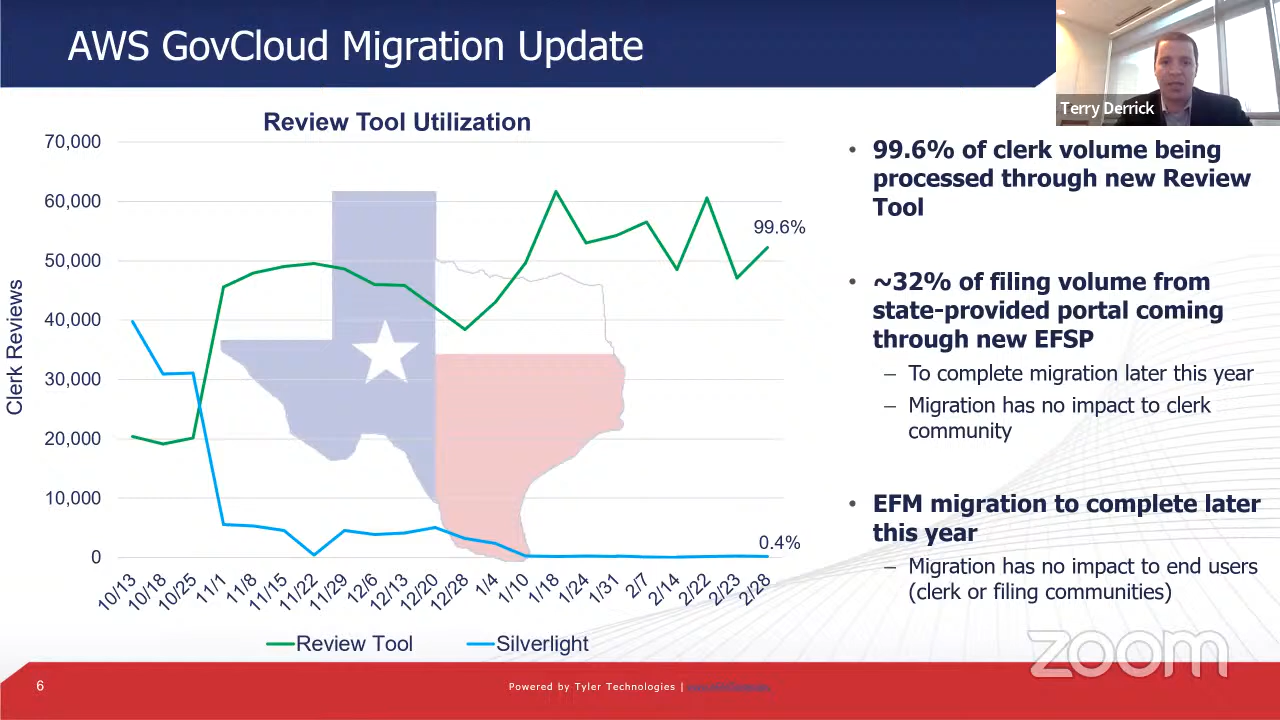 AWS GovCloud Migration Update
Terry Derrick
Review Tool Utilization
70,000
60,000
50,000
40,000
30,000
20,000
10,000
0
Clerk Reviews
99.6%
0.4%
10/13
10/18
10/25
11/1
11/8
11/15
11/22
11/29
12/6
12/13
12/20
12/28
1/4
1/10
1/18
1/24
1/31
2/7
2/14
2/22
2/23
2/28
Review Tool
Silverlight
• 99.6% of clerk volume being
processed through new Review
Tool
• ~32% of filing volume from
state-provided portal coming
through new EFSP
– To complete migration later this year
– Migration has no impact to clerk
community
• EFM migration to complete later
this year
– Migration has no impact to end users
(clerk or filing communities)
zoom
6
Powered by Tyler Technologies |